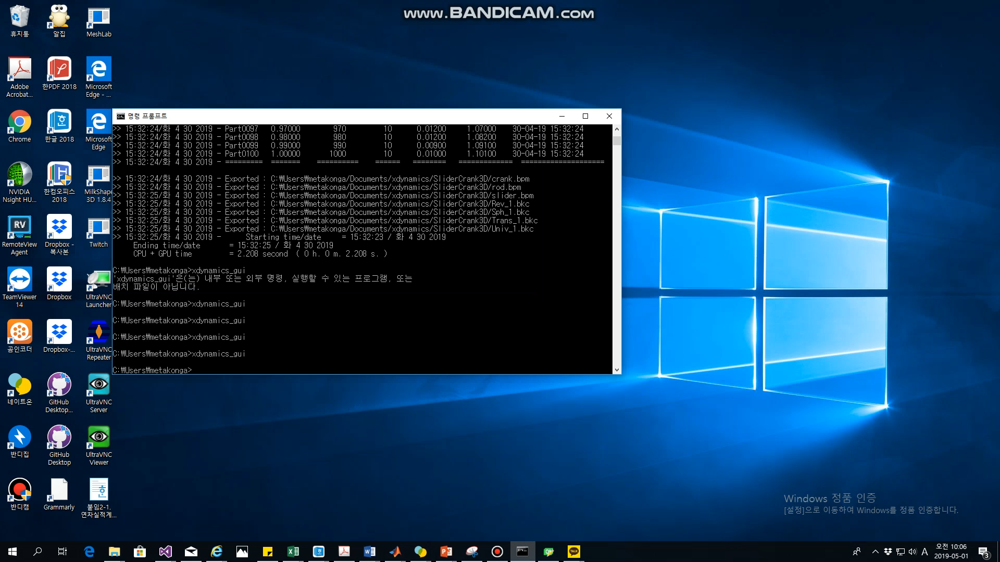 www.BANDICAM.com
휴지통
알집
MeshLab
Adobe
Acrobat...
한PDF 2018
Microsoft
Edge - ...
Chrome
한글 2018
Microsoft
Edge
NVIDIA
Nsight HU...
한컴오피스
2018
MilkShape
3D 1.8.4
RemoteView
Agent
Dropbox -
복사본
Twitch
TeamViewer
14
Dropbox
UltraVNC
Launcher
곰인코더
Dropbox-...
UltraVNC
Repeater
네이트온
GitHub
Desktop...
UltraVNC
Server
반디집
GitHub
Desktop
UltraVNC
Viewer
반디캠
Grammarly
붙임2-1.
연차실적계...
명령 프롬프트
>> 15:32:24/화 4 30 2019 - Part0097 0.97000 970 10 0.01200 1.07000 30-04-19 15:32:24
>> 15:32:24/화 4 30 2019 - Part0098 0.98000 980 10 0.01200 1.08200 30-04-19 15:32:24
>> 15:32:24/화 4 30 2019 - Part0099 0.99000 990 10 0.00900 1.09100 30-04-19 15:32:24
>> 15:32:24/화 4 30 2019 - Part0100 1.00000 1000 10 0.01000 1.10100 30-04-19 15:32:24
>> 15:32:24/화 4 30 2019 - ========= ======= ========== ====== ======== ============= ====================
>> 15:32:24/화 4 30 2019 - Exported : C:₩Users₩metakonga/Documents/xdynamics/SliderCrank3D/crank.bpm
>> 15:32:24/화 4 30 2019 - Exported : C:₩Users₩metakonga/Documents/xdynamics/SliderCrank3D/rod.bpm
>> 15:32:25/화 4 30 2019 - Exported : C:₩Users₩metakonga/Documents/xdynamics/SliderCrank3D/slider.bpm
>> 15:32:25/화 4 30 2019 - Exported : C:₩Users₩metakonga/Documents/xdynamics/SliderCrank3D/Rev_1.bkc
>> 15:32:25/화 4 30 2019 - Exported : C:₩Users₩metakonga/Documents/xdynamics/SliderCrank3D/Sph_1.bkc
>> 15:32:25/화 4 30 2019 - Exported : C:₩Users₩metakonga/Documents/xdynamics/SliderCrank3D/Trans_1.bkc
>> 15:32:25/화 4 30 2019 - Exported : C:₩Users₩metakonga/Documents/xdynamics/SliderCrank3D/Univ_1.bkc
>> 15:32:25/화 4 30 2019 - Starting time/date = 15:32:23 / 화 4 30 2019
Ending time/date = 15:32:25 / 화 4 30 2019
CPU + GPU time = 2.208 second ( 0 h. 0 m. 2.208 s. )
C:₩Users₩metakonga>xdynamics_gui
'xdynamics_gui'은(는) 내부 또는 외부 명령, 실행할 수 있는 프로그램, 또는
배치 파일이 아닙니다.
C:₩Users₩metakonga>xdynamics_gui
C:₩Users₩metakonga>xdynamics_gui
C:₩Users₩metakonga>xdynamics_gui
C:₩Users₩metakonga>xdynamics_gui
C:₩Users₩metakonga>
Windows 정품 인증
[설정]으로 이동하여 Windows를 정품 인증합니다.
A
오전 10:06
2019-05-01
3